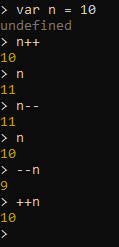 > var n = 10
undefined
> n++
10
> n
11
> n--
11
> n
10
> --n
9
> ++n
10
>